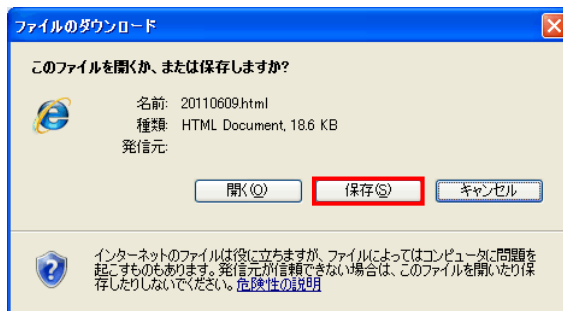 ファイルのダウンロード
このファイルを開くか、または保存しますか?
名前: 20110609.html
種類: HTML Document, 18.6 KB
発信元:
開く(O) 保存(S) キャンセル
インターネットのファイルは役に立ちますが、ファイルによってはコンピュータに問題を
起こすものもあります。発信元が信頼できない場合は、このファイルを開いたり保
存したりしないでください。危険性の説明